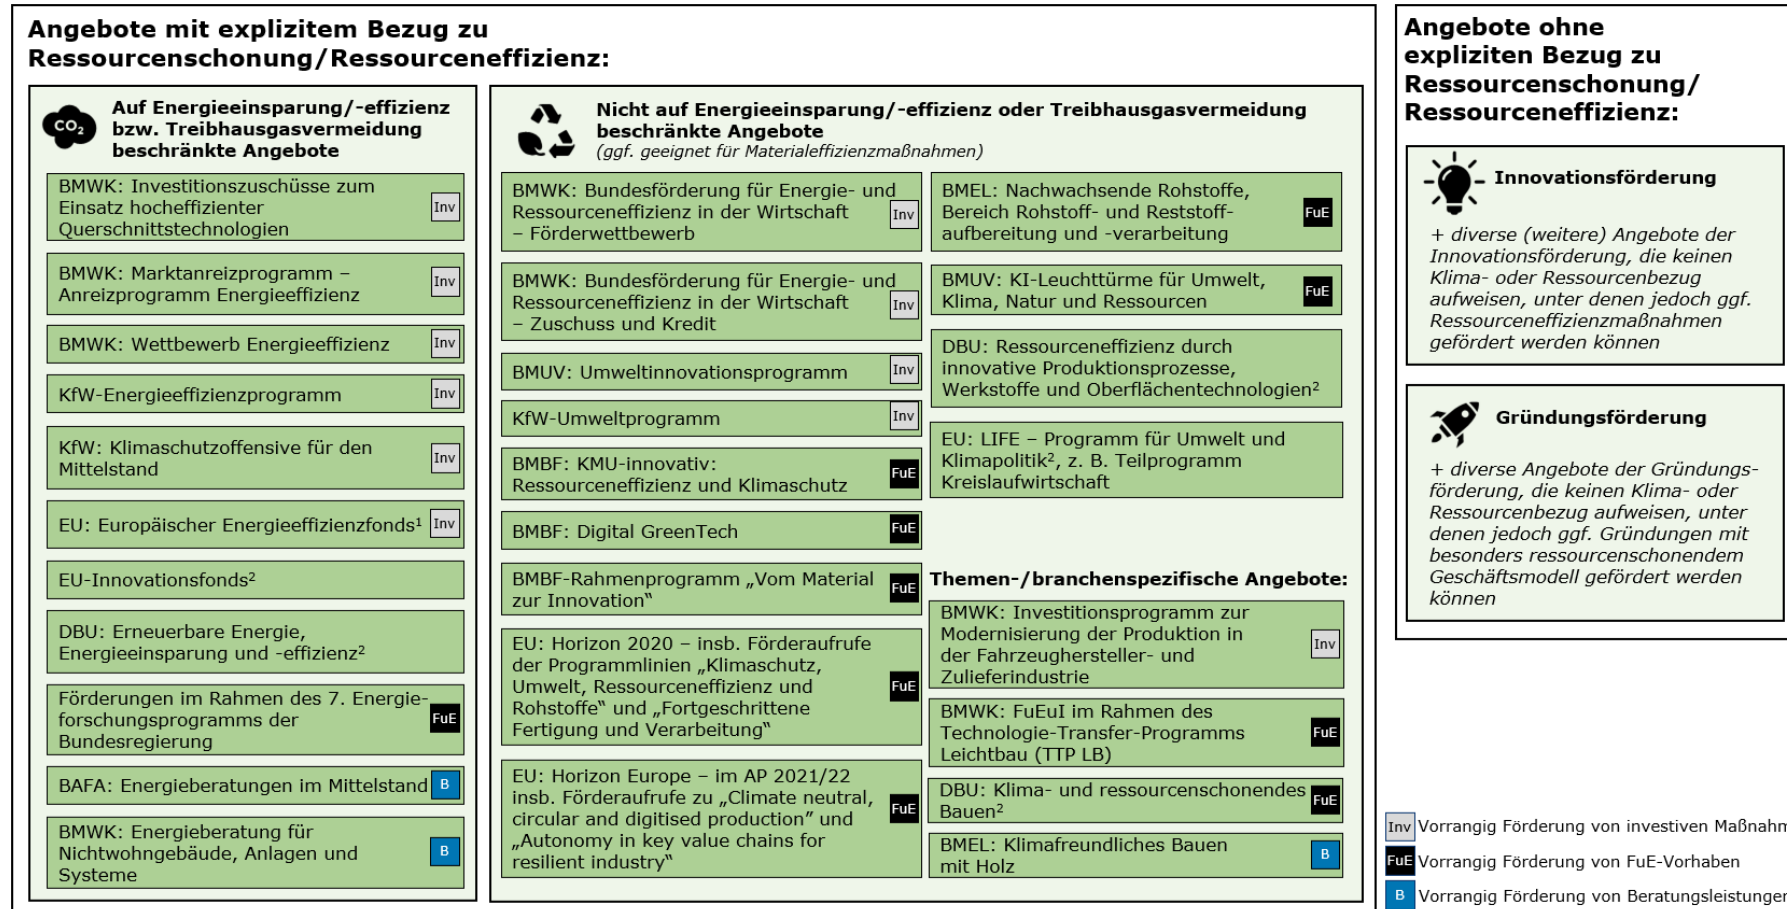 Angebote mit explizitem Bezug zu
Ressourcenschonung/Ressourceneffizienz:
CO₂
Auf Energieeinsparung/-effizienz
bzw. Treibhausgasvermeidung
beschränkte Angebote
BMWK: Investitionszuschüsse zum
Einsatz hocheffizienter
Querschnittstechnologien
Inv
BMWK: Marktanreizprogramm –
Anreizprogramm Energieeffizienz
Inv
BMWK: Wettbewerb Energieeffizienz
Inv
KfW-Energieeffizienzprogramm
Inv
KfW: Klimaschutzoffensive für den
Mittelstand
Inv
EU: Europäischer Energieeffizienzfonds¹
Inv
EU-Innovationsfonds²
DBU: Erneuerbare Energie,
Energieeinsparung und -effizienz²
Förderungen im Rahmen des 7. Energie-
forschungsprogramms der
Bundesregierung
FuE
BAFA: Energieberatungen im Mittelstand
B
BMWK: Energieberatung für
Nichtwohngebäude, Anlagen und
Systeme
B
Nicht auf Energieeinsparung/-effizienz oder Treibhausgasvermeidung
beschränkte Angebote
(ggf. geeignet für Materialeffizienzmaßnahmen)
BMWK: Bundesförderung für Energie- und
Ressourceneffizienz in der Wirtschaft
– Förderwettbewerb
Inv
BMWK: Bundesförderung für Energie- und
Ressourceneffizienz in der Wirtschaft
– Zuschuss und Kredit
Inv
BMUV: Umweltinnovationsprogramm
Inv
KfW-Umweltprogramm
Inv
BMBF: KMU-innovativ:
Ressourceneffizienz und Klimaschutz
FuE
BMBF: Digital GreenTech
FuE
BMBF-Rahmenprogramm „Vom Material
zur Innovation“
FuE
EU: Horizon 2020 – insb. Förderaufrufe
der Programmlinien „Klimaschutz,
Umwelt, Ressourceneffizienz und
Rohstoffe“ und „Fortgeschrittene
Fertigung und Verarbeitung“
FuE
EU: Horizon Europe – im AP 2021/22
insb. Förderaufrufe zu „Climate neutral,
circular and digitised production” und
„Autonomy in key value chains for
resilient industry“
FuE
BMEL: Nachwachsende Rohstoffe,
Bereich Rohstoff- und Reststoff-
aufbereitung und -verarbeitung
FuE
BMUV: KI-Leuchttürme für Umwelt,
Klima, Natur und Ressourcen
FuE
DBU: Ressourceneffizienz durch
innovative Produktionsprozesse,
Werkstoffe und Oberflächentechnologien²
EU: LIFE – Programm für Umwelt und
Klimapolitik², z. B. Teilprogramm
Kreislaufwirtschaft
Themen-/branchenspezifische Angebote:
BMWK: Investitionsprogramm zur
Modernisierung der Produktion in
der Fahrzeughersteller- und
Zulieferindustrie
Inv
BMWK: FuEuI im Rahmen des
Technologie-Transfer-Programms
Leichtbau (TTP LB)
FuE
DBU: Klima- und ressourcenschonendes
Bauen²
FuE
BMEL: Klimafreundliches Bauen
mit Holz
B
Angebote ohne
expliziten Bezug zu
Ressourcenschonung/
Ressourceneffizienz:
Innovationsförderung
+ diverse (weitere) Angebote der
Innovationsförderung, die keinen
Klima- oder Ressourcenbezug
aufweisen, unter denen jedoch ggf.
Ressourceneffizienzmaßnahmen
gefördert werden können
Gründungsförderung
+ diverse Angebote der Gründungs-
förderung, die keinen Klima- oder
Ressourcenbezug aufweisen, unter
denen jedoch ggf. Gründungen mit
besonders ressourcenschonendem
Geschäftsmodell gefördert werden
können
Inv Vorrangig Förderung von investiven Maßnahm
FuE Vorrangig Förderung von FuE-Vorhaben
B Vorrangig Förderung von Beratungsleistungen